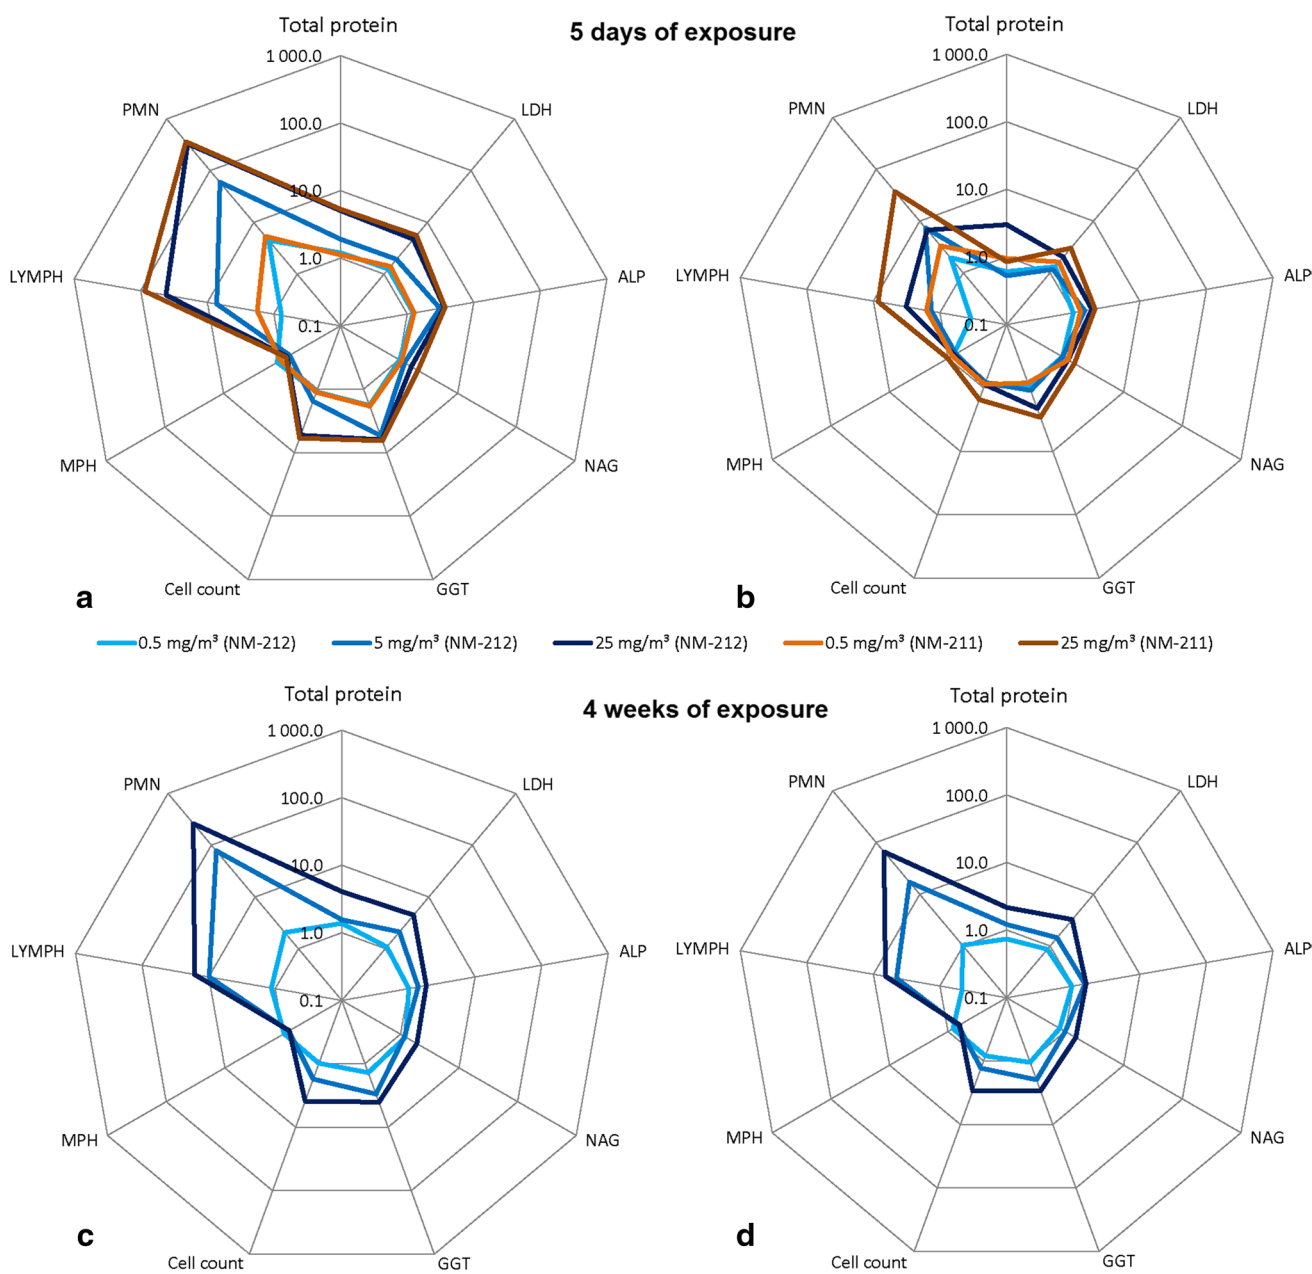 5 days of exposure
Total protein
1 000.0
100.0
10.0
1.0
0.1
LDH
ALP
NAG
GGT
Cell count
MPH
LYMPH
PMN
a
Total protein
1 000.0
100.0
10.0
1.0
0.1
LDH
ALP
NAG
GGT
Cell count
MPH
LYMPH
PMN
b
0.5 mg/m³ (NM-212)
5 mg/m³ (NM-212)
25 mg/m³ (NM-212)
0.5 mg/m³ (NM-211)
25 mg/m³ (NM-211)
4 weeks of exposure
Total protein
1 000.0
100.0
10.0
1.0
0.1
LDH
ALP
NAG
GGT
Cell count
MPH
LYMPH
PMN
c
Total protein
1 000.0
100.0
10.0
1.0
0.1
LDH
ALP
NAG
GGT
Cell count
MPH
LYMPH
PMN
d